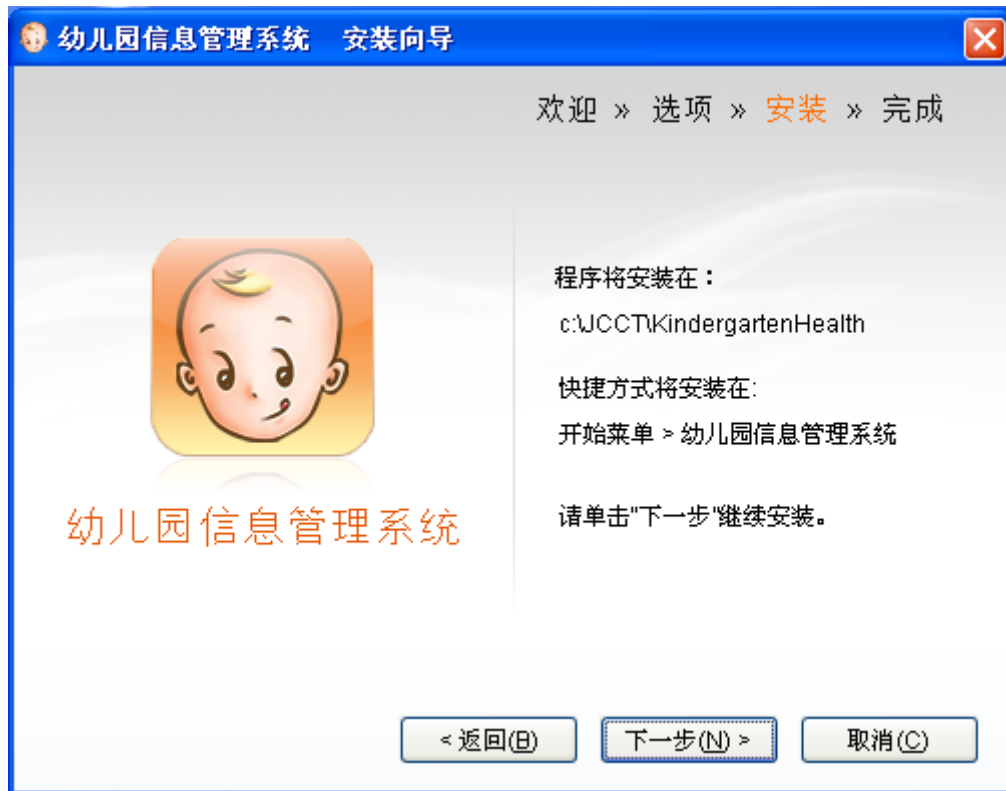 幼儿园信息管理系统 安装向导
欢迎 » 选项 » 安装 » 完成
程序将安装在：
c:\JCCT\KindergartenHealth
快捷方式将安装在:
开始菜单 > 幼儿园信息管理系统
请单击"下一步"继续安装。
幼儿园信息管理系统
< 返回(B)
下一步(N) >
取消(C)